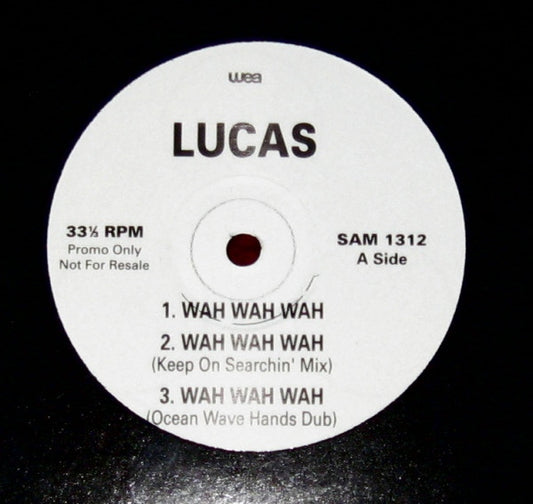 wea
LUCAS
33⅓ RPM
Promo Only
Not For Resale
SAM 1312
A Side
1. WAH WAH WAH
2. WAH WAH WAH
(Keep On Searchin' Mix)
3. WAH WAH WAH
(Ocean Wave Hands Dub)